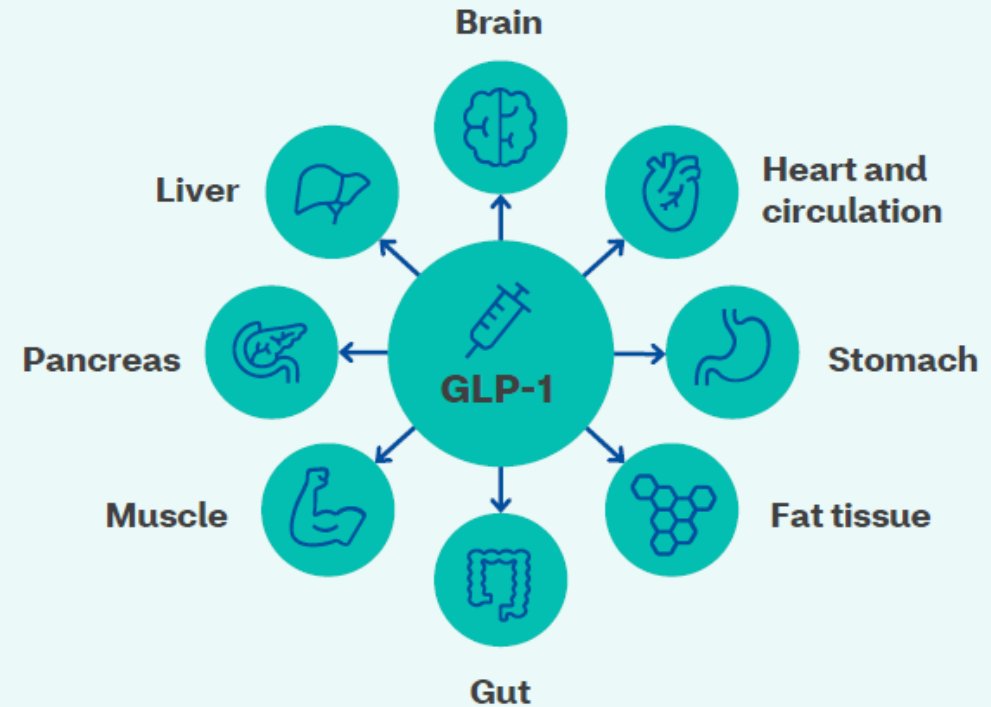 Brain
Liver
Heart and
circulation
Pancreas
GLP-1
Stomach
Muscle
Fat tissue
Gut